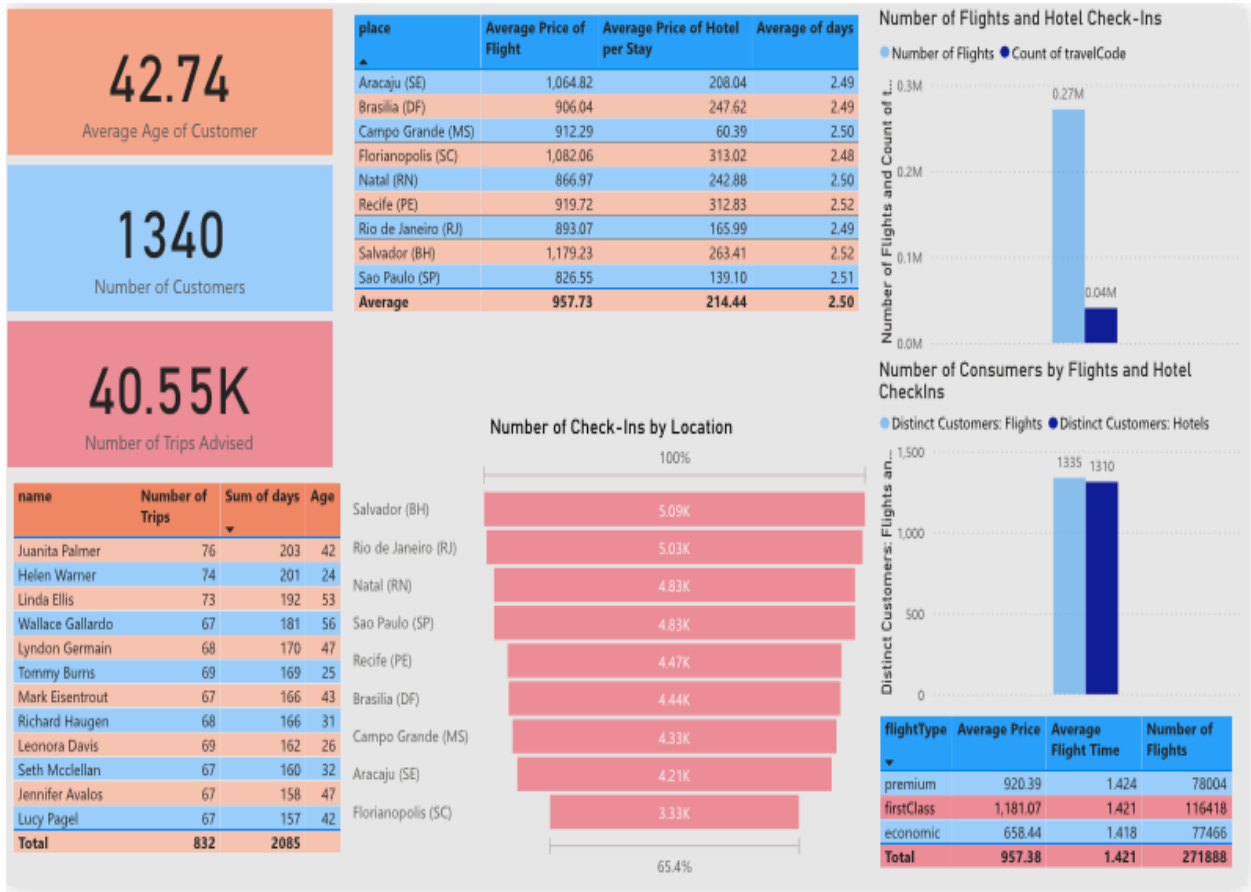 42.74
Average Age of Customer
1340
Number of Customers
40.55K
Number of Trips Advised
name Number of Trips Sum of days Age
Juanita Palmer 76 203 42
Helen Warner 74 201 24
Linda Ellis 73 192 53
Wallace Gallardo 67 181 56
Lyndon Germain 68 170 47
Tommy Burns 69 169 25
Mark Eisentrout 67 166 43
Richard Haugen 68 166 31
Leonora Davis 69 162 26
Seth Mcclellan 67 160 32
Jennifer Avalos 67 158 47
Lucy Pagel 67 157 42
Total 832 2085
place Average Price of Flight Average Price of Hotel per Stay Average of days
Aracaju (SE) 1,064.82 208.04 2.49
Brasilia (DF) 906.04 247.62 2.49
Campo Grande (MS) 912.29 60.39 2.50
Florianopolis (SC) 1,082.06 313.02 2.48
Natal (RN) 866.97 242.88 2.50
Recife (PE) 919.72 312.83 2.52
Rio de Janeiro (RJ) 893.07 165.99 2.49
Salvador (BH) 1,179.23 263.41 2.52
Sao Paulo (SP) 826.55 139.10 2.51
Average 957.73 214.44 2.50
Number of Check-Ins by Location
100%
Salvador (BH) 5.09K
Rio de Janeiro (RJ) 5.03K
Natal (RN) 4.83K
Sao Paulo (SP) 4.83K
Recife (PE) 4.47K
Brasilia (DF) 4.44K
Campo Grande (MS) 4.33K
Aracaju (SE) 4.21K
Florianopolis (SC) 3.33K
65.4%
Number of Flights and Hotel Check-Ins
Number of Flights Count of travelCode
Number of Flights and Count of t...
0.3M
0.2M
0.1M
0.0M
0.27M
0.04M
Number of Consumers by Flights and Hotel
CheckIns
Distinct Customers: Flights Distinct Customers: Hotels
Distinct Customers: Flights an...
1,500
1,000
500
0
1335 1310
flightType Average Price Average Flight Time Number of Flights
premium 920.39 1.424 78004
firstClass 1,181.07 1.421 116418
economic 658.44 1.418 77466
Total 957.38 1.421 271888